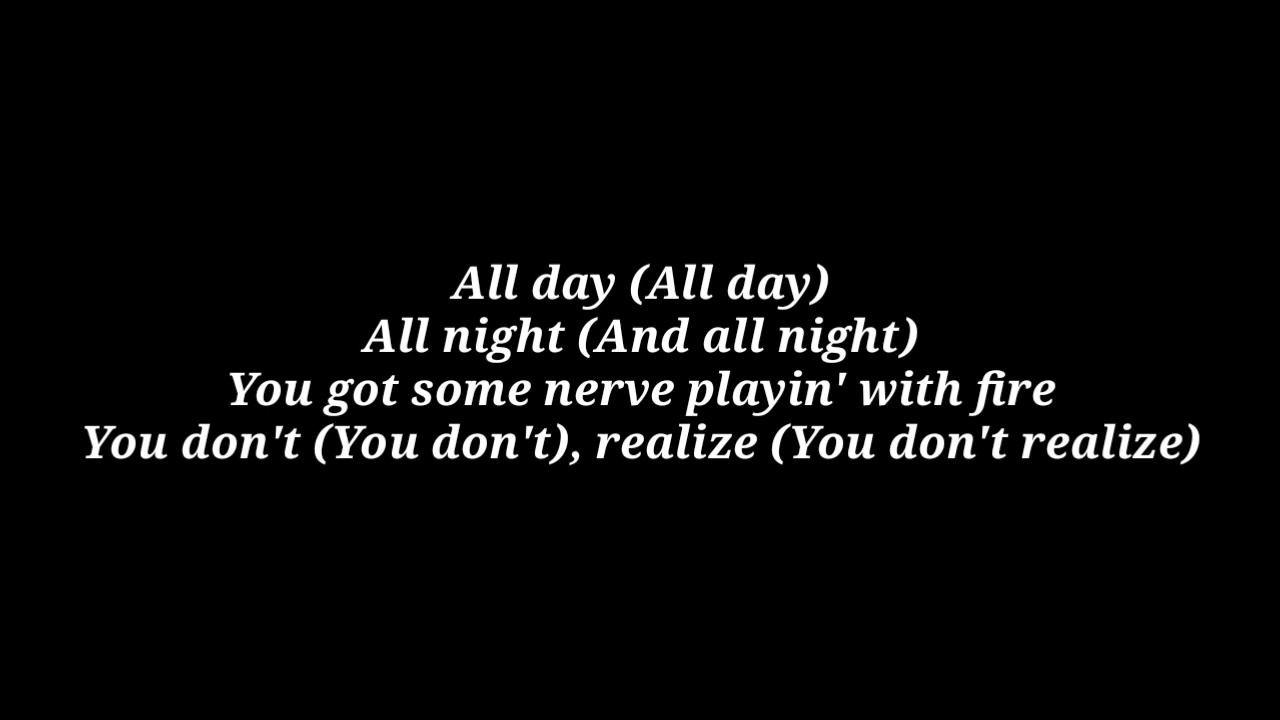 All day (All day)
All night (And all night)
You got some nerve playin' with fire
You don't (You don't), realize (You don't realize)